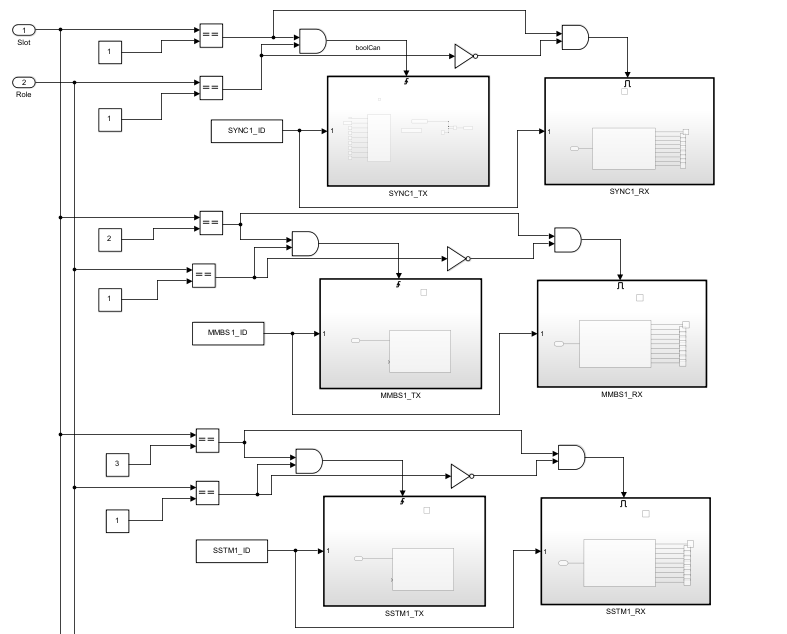 1
Slot
==
1
boolCan
2
Role
==
1
SYNC1_ID
1
SYNC1_TX
1
SYNC1_RX
==
2
==
1
MMBS1_ID
1
MMBS1_TX
1
MMBS1_RX
==
3
==
1
SSTM1_ID
1
SSTM1_TX
1
SSTM1_RX